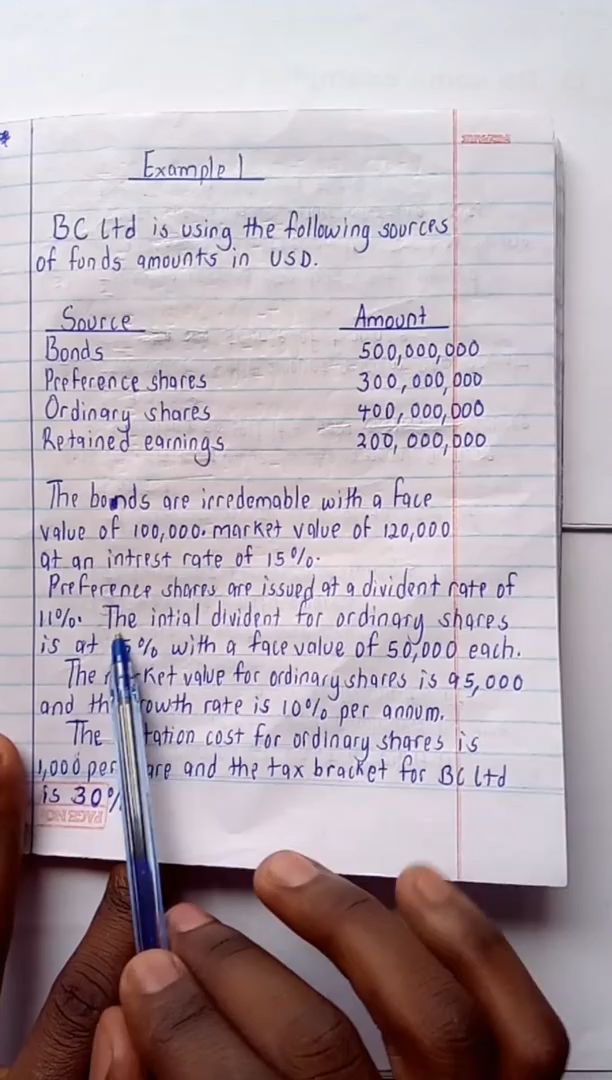 Example 1
BC Ltd is using the following sources
of funds amounts in USD.
Source Amount
Bonds 500,000,000
Preference shares 300,000,000
Ordinary shares 400,000,000
Retained earnings 200,000,000
The bonds are irredemable with a face
value of 100,000. market value of 120,000
at an intrest rate of 15%.
Preference shares are issued at a divident rate of
11%. The intial divident for ordinary shares
is at % with a face value of 50,000 each.
The value for ordinary shares is 95,000
and rate is 10% per annum.
The cost for ordinary shares is
1,000 per and the tax bracket for BC Ltd
is 30%
PAGE NO